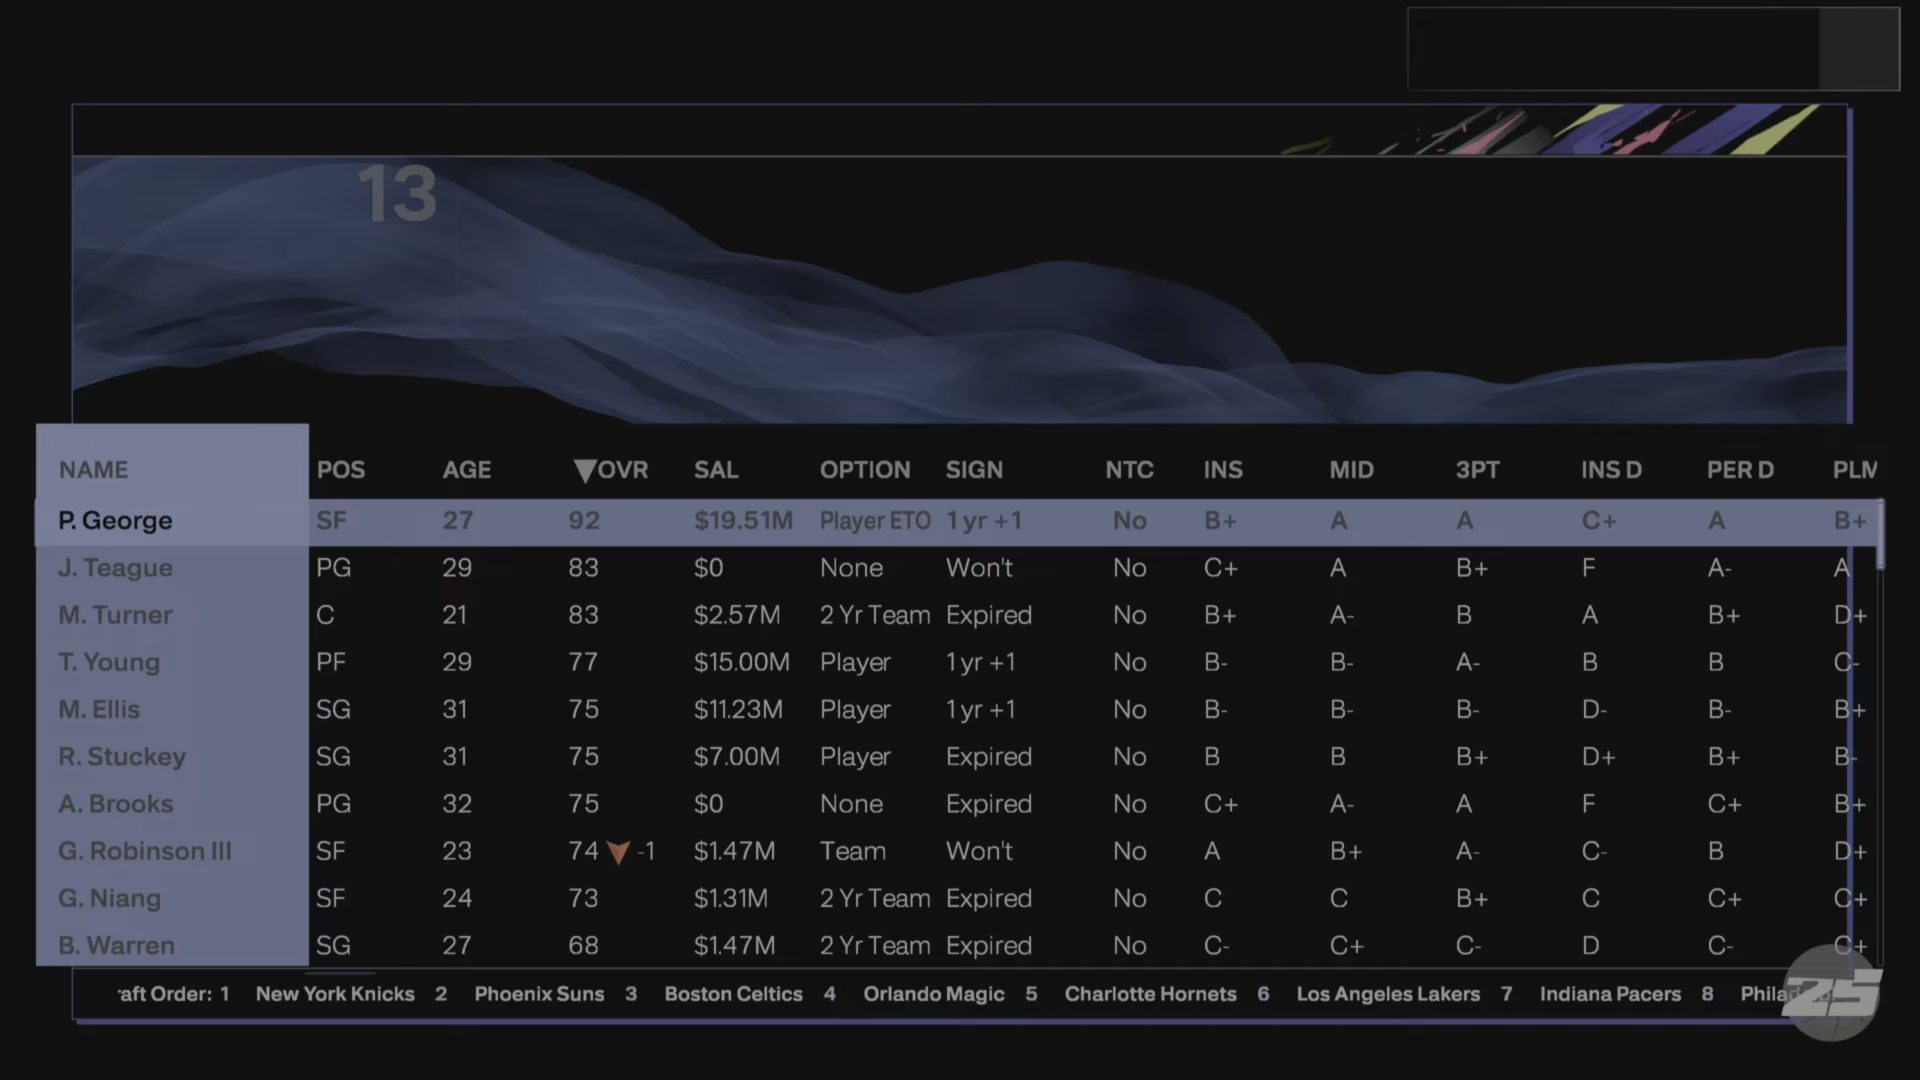 13
NAME POS AGE ▼OVR SAL OPTION SIGN NTC INS MID 3PT INS D PER D PLM
P. George SF 27 92 $19.51M Player ETO 1 yr +1 No B+ A A C+ A B+
J. Teague PG 29 83 $0 None Won't No C+ A B+ F A- A
M. Turner C 21 83 $2.57M 2 Yr Team Expired No B+ A- B A B+ D+
T. Young PF 29 77 $15.00M Player 1 yr +1 No B- B- A- B B C-
M. Ellis SG 31 75 $11.23M Player 1 yr +1 No B- B- B- D- B- B+
R. Stuckey SG 31 75 $7.00M Player Expired No B B B+ D+ B+ B-
A. Brooks PG 32 75 $0 None Expired No C+ A- A F C+ B+
G. Robinson III SF 23 74 ▼ -1 $1.47M Team Won't No A B+ A- C- B D+
G. Niang SF 24 73 $1.31M 2 Yr Team Expired No C C B+ C C+ C+
B. Warren SG 27 68 $1.47M 2 Yr Team Expired No C- C+ C- D C- C+
raft Order: 1 New York Knicks 2 Phoenix Suns 3 Boston Celtics 4 Orlando Magic 5 Charlotte Hornets 6 Los Angeles Lakers 7 Indiana Pacers 8 Philad
25